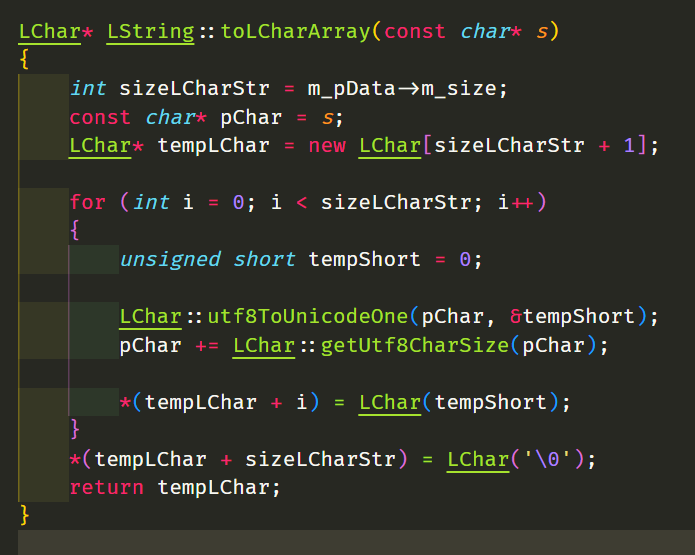 LChar* LString::toLCharArray(const char* s)
{
    int sizeLCharStr = m_pData->m_size;
    const char* pChar = s;
    LChar* tempLChar = new LChar[sizeLCharStr + 1];

    for (int i = 0; i < sizeLCharStr; i++)
    {
        unsigned short tempShort = 0;

        LChar::utf8ToUnicodeOne(pChar, &tempShort);
        pChar += LChar::getUtf8CharSize(pChar);

        *(tempLChar + i) = LChar(tempShort);
    }
    *(tempLChar + sizeLCharStr) = LChar('\0');
    return tempLChar;
}